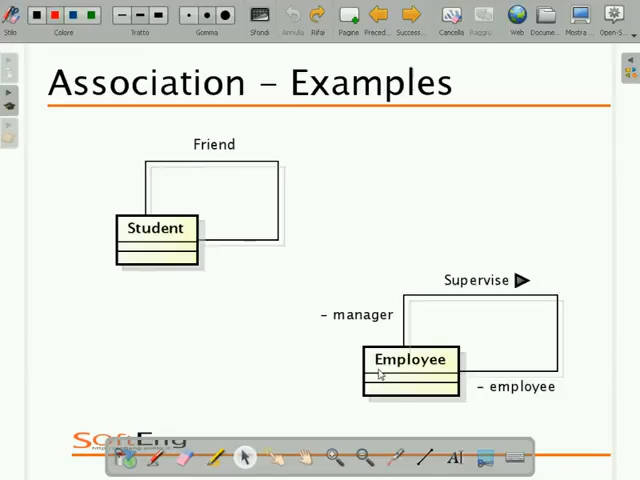 Stilo
Colore
Tratto
Gomma
Sfondi
Annulla
Rifai
Pagine
Preced...
Success...
Cancella
Raggru
Web
Docume...
Mostra ...
Open-S...
Association – Examples
Friend
Student
Supervise
- manager
Employee
- employee
SoftEng